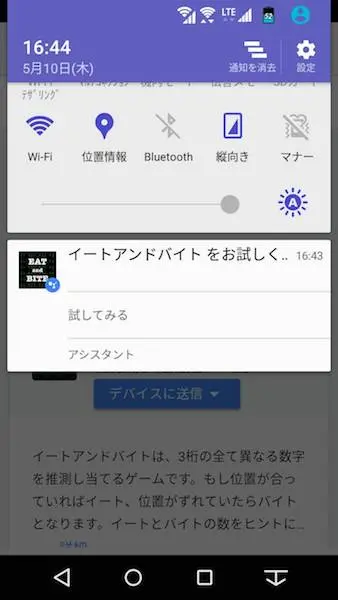 LTE
52
16:44
5月10日(木)
通知を消去
設定
ﾃｻﾞﾘﾝｸﾞ
Wi-Fi
位置情報
Bluetooth
縦向き
マナー
A
EAT
and
BITE
イートアンドバイト をお試しく..
16:43
試してみる
アシスタント
デバイスに送信
イートアンドバイトは、3桁の全て異なる数字
を推測し当てるゲームです。もし位置が合っ
ていればイート、位置がずれていたらバイト
となります。イートとバイトの数をヒントに...